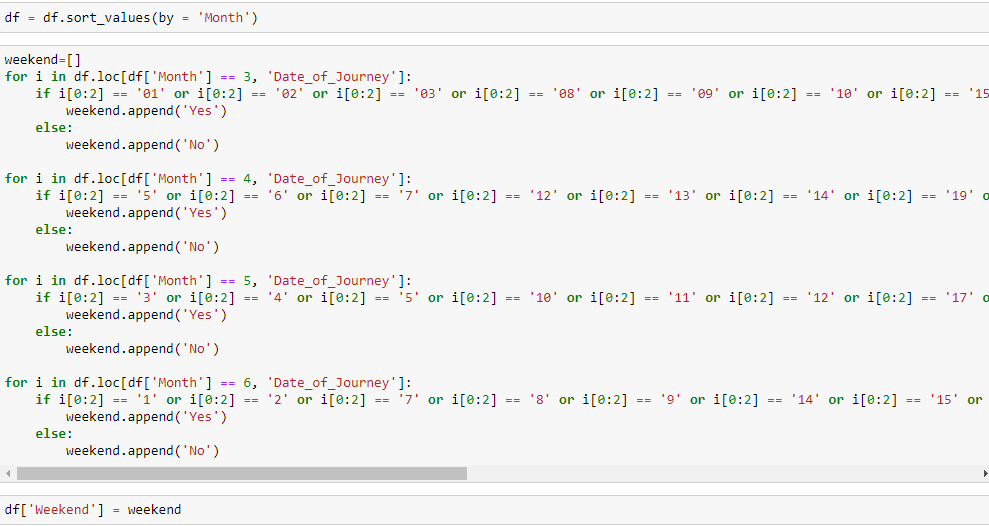 df = df.sort_values(by = 'Month')
weekend=[]
for i in df.loc[df['Month'] == 3, 'Date_of_Journey']:
    if i[0:2] == '01' or i[0:2] == '02' or i[0:2] == '03' or i[0:2] == '08' or i[0:2] == '09' or i[0:2] == '10' or i[0:2] == '15
        weekend.append('Yes')
    else:
        weekend.append('No')
for i in df.loc[df['Month'] == 4, 'Date_of_Journey']:
    if i[0:2] == '5' or i[0:2] == '6' or i[0:2] == '7' or i[0:2] == '12' or i[0:2] == '13' or i[0:2] == '14' or i[0:2] == '19' o
        weekend.append('Yes')
    else:
        weekend.append('No')
for i in df.loc[df['Month'] == 5, 'Date_of_Journey']:
    if i[0:2] == '3' or i[0:2] == '4' or i[0:2] == '5' or i[0:2] == '10' or i[0:2] == '11' or i[0:2] == '12' or i[0:2] == '17' o
        weekend.append('Yes')
    else:
        weekend.append('No')
for i in df.loc[df['Month'] == 6, 'Date_of_Journey']:
    if i[0:2] == '1' or i[0:2] == '2' or i[0:2] == '7' or i[0:2] == '8' or i[0:2] == '9' or i[0:2] == '14' or i[0:2] == '15' or
        weekend.append('Yes')
    else:
        weekend.append('No')
df['Weekend'] = weekend